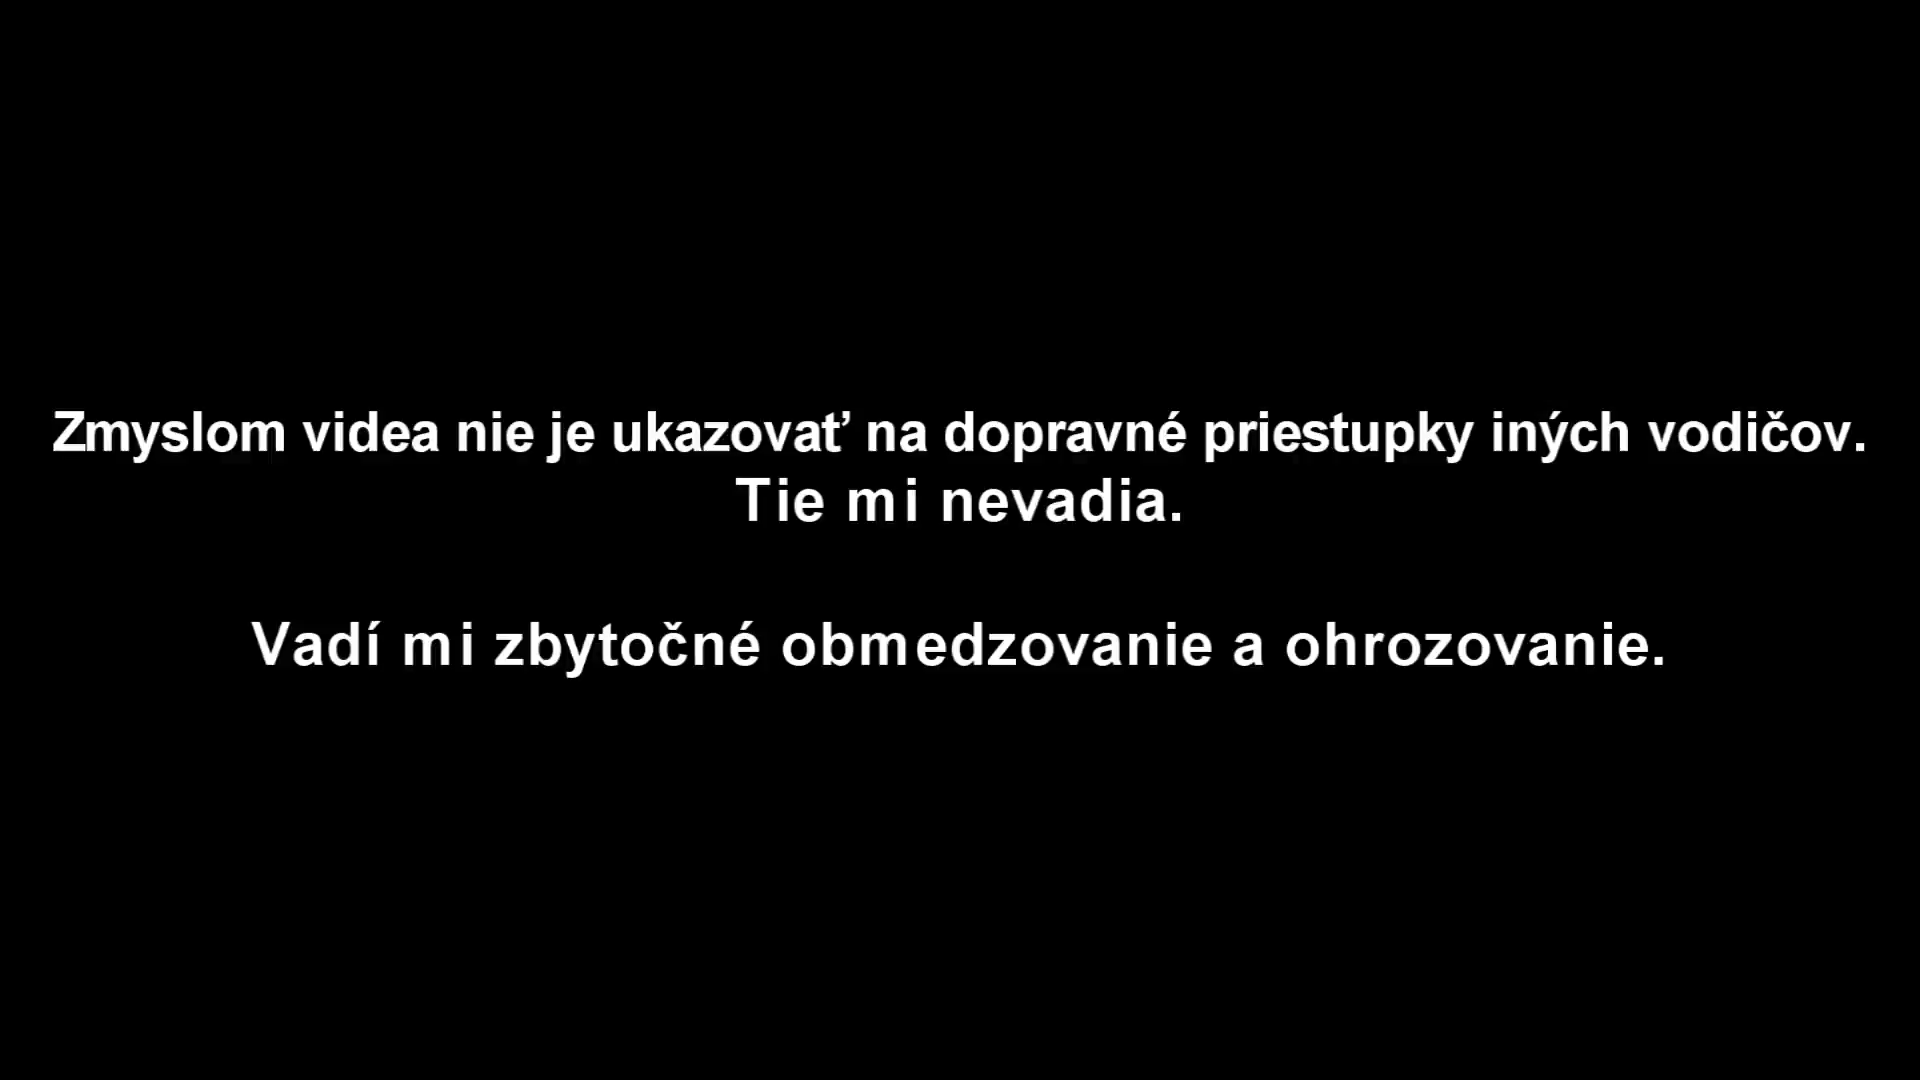 Zmyslom videa nie je ukazovať na dopravné priestupky iných vodičov.
Tie mi nevadia.
Vadí mi zbytočné obmedzovanie a ohrozovanie.